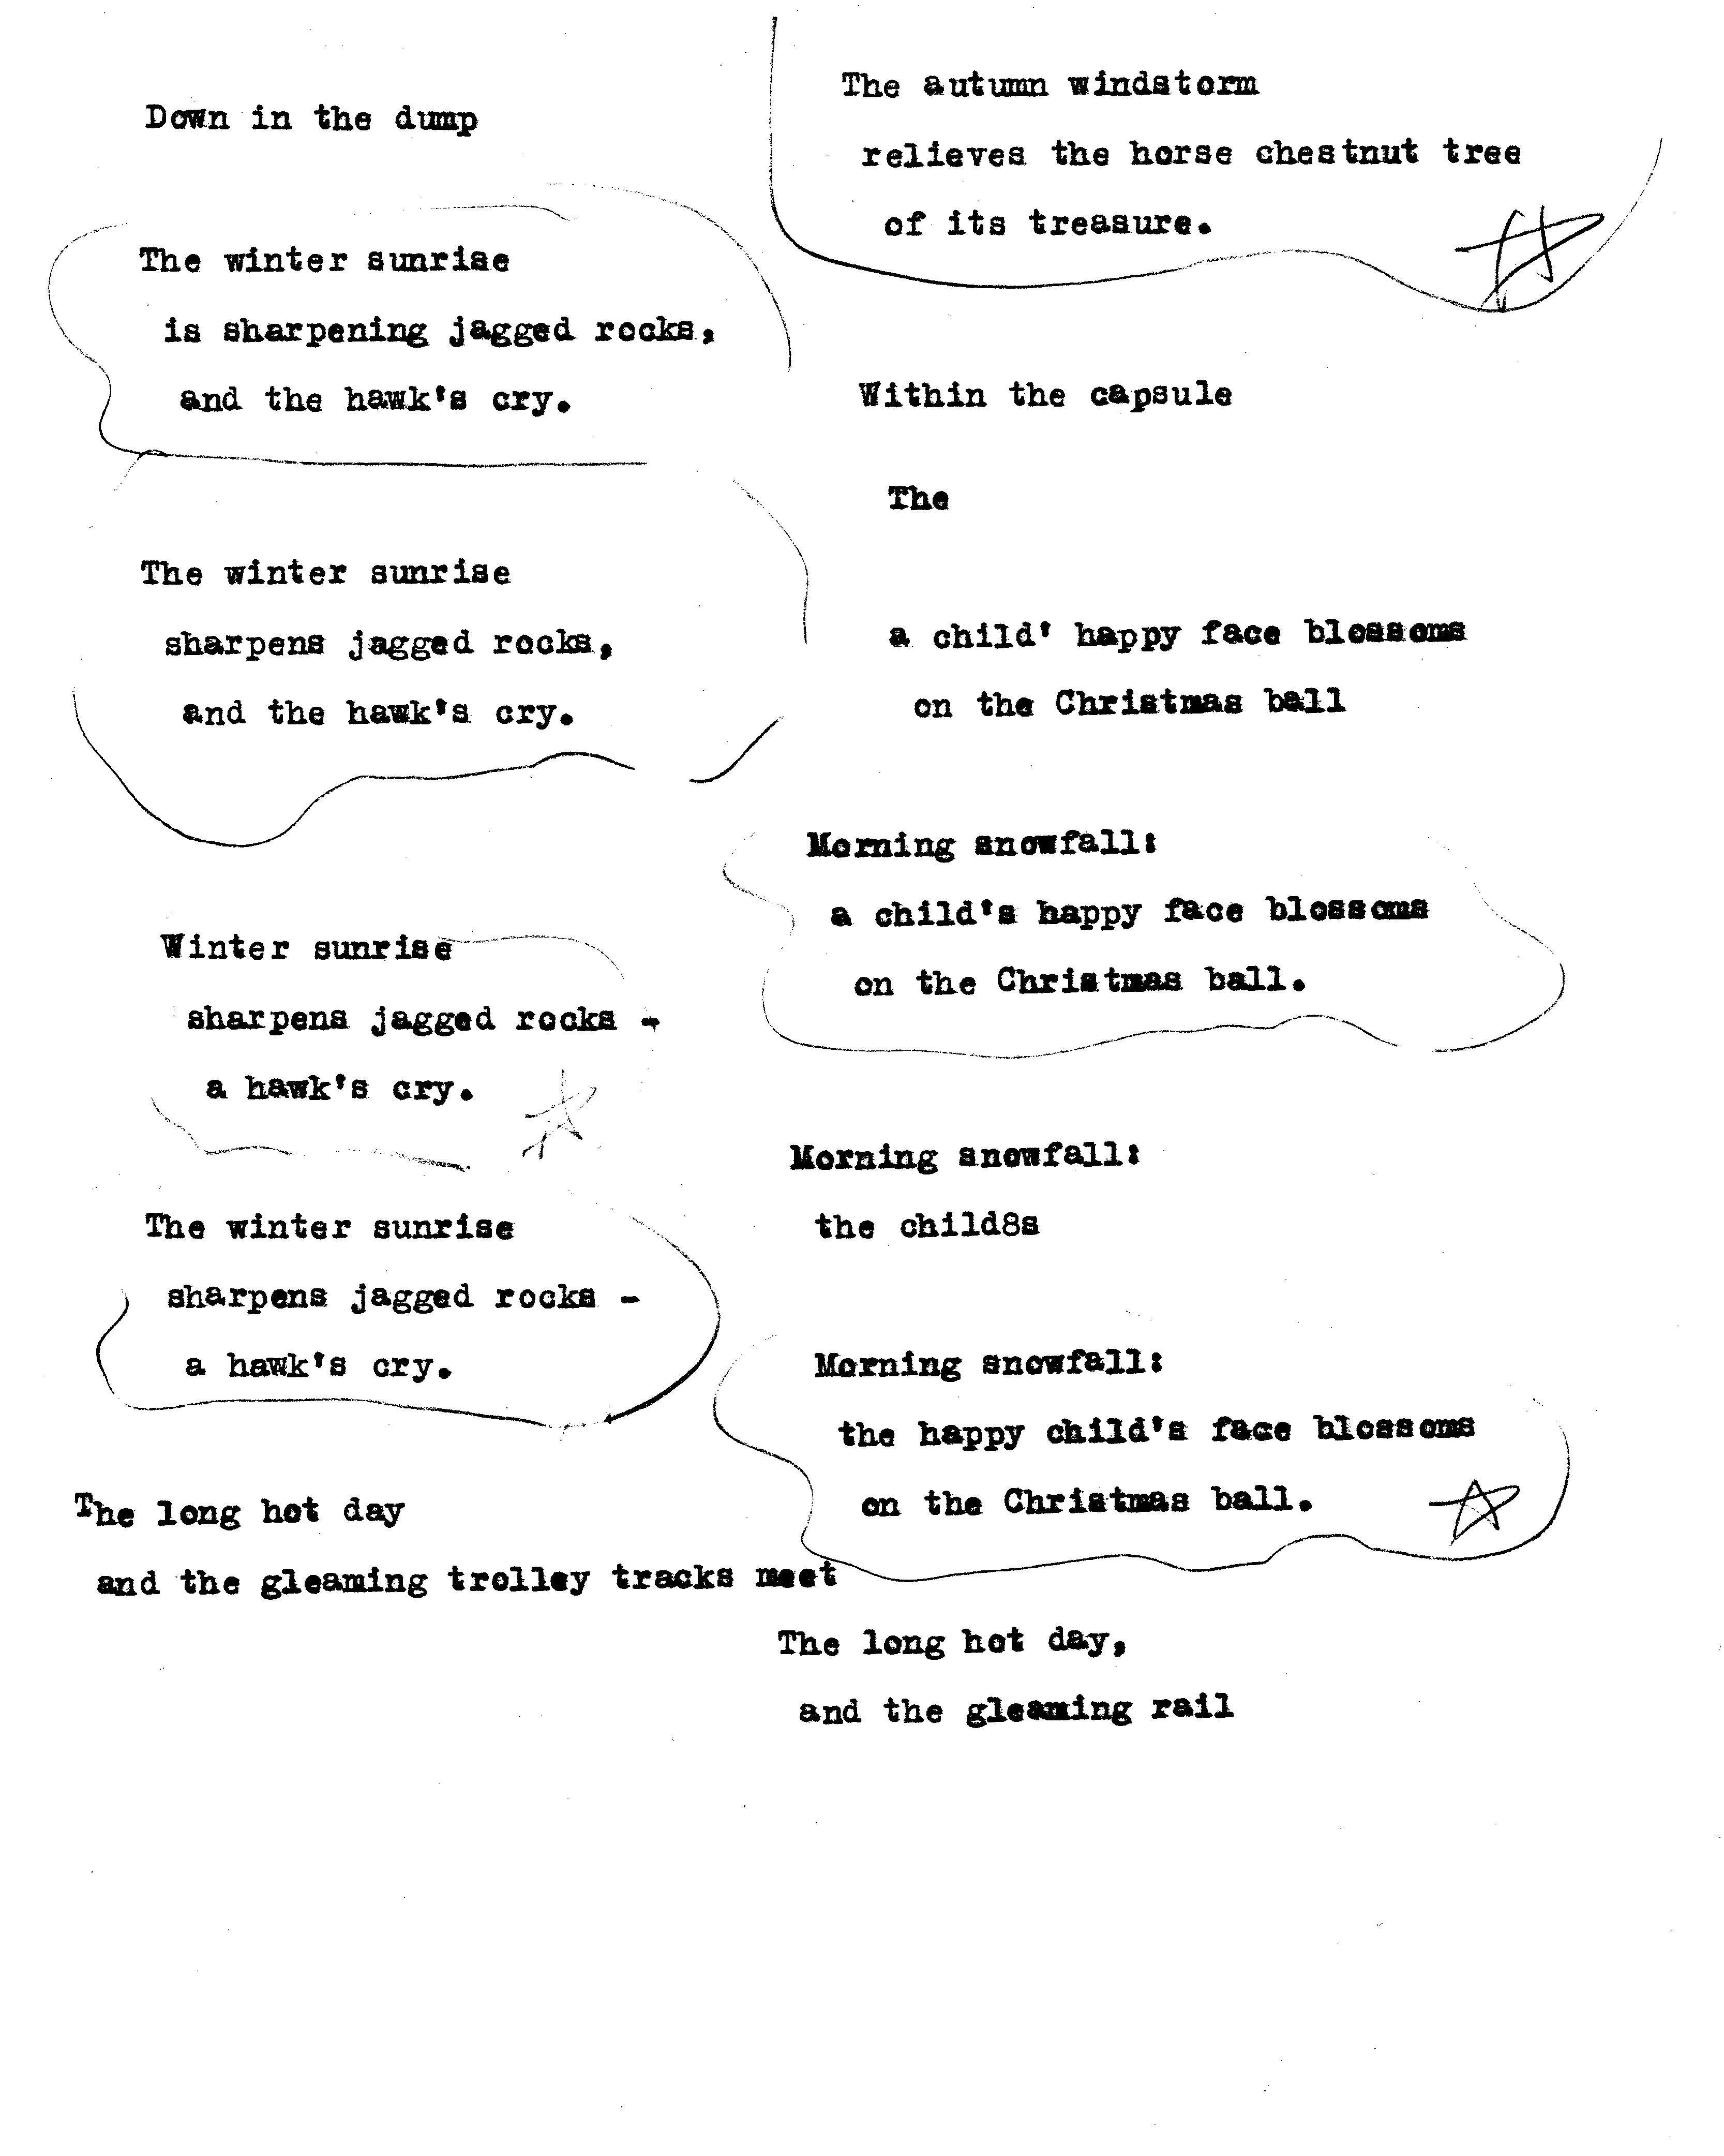 Down in the dump
The winter sunrise
is sharpening jagged rocks,
and the hawk's cry.
The winter sunrise
sharpens jagged rocks,
and the hawk's cry.
Winter sunrise
sharpens jagged rocks -
a hawk's cry.
The winter sunrise
sharpens jagged rocks -
a hawk's cry.
The long hot day
and the gleaming trolley tracks meet
The autumn windstorm
relieves the horse chestnut tree
of its treasure.
Within the capsule
The
a child' happy face blossoms
on the Christmas ball
Morning snowfall:
a child's happy face blossoms
on the Christmas ball.
Morning snowfall:
the child8s
Morning snowfall:
the happy child's face blossoms
on the Christmas ball.
The long hot day,
and the gleaming rail